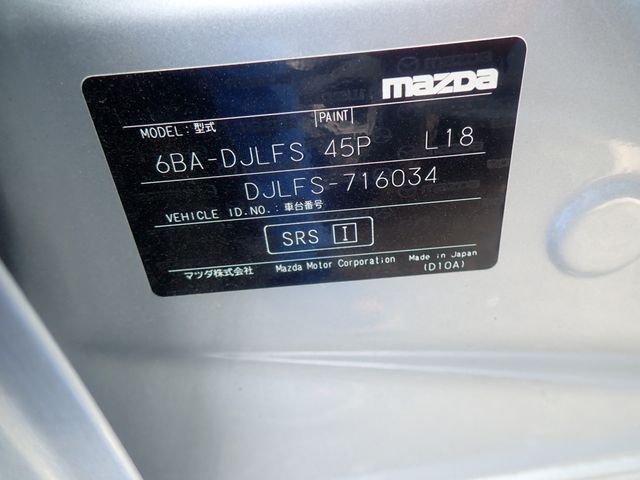 mazDa
MODEL: 型式 PAINT
6BA-DJLFS 45P L18
DJLFS-716034
VEHICLE ID.NO.: 車台番号
SRS I
マツダ株式会社 Mazda Motor Corporation Made in Japan
(D10A)